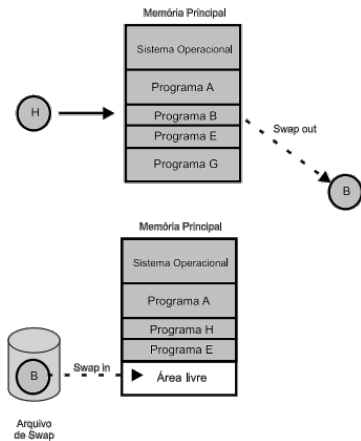 Memória Principal
Sistema Operacional
Programa A
H
Programa B
Swap out
Programa E
Programa G
B
Memória Principal
Sistema Operacional
Programa A
Programa H
Programa E
B
Swap in
Área livre
Arquivo
de Swap